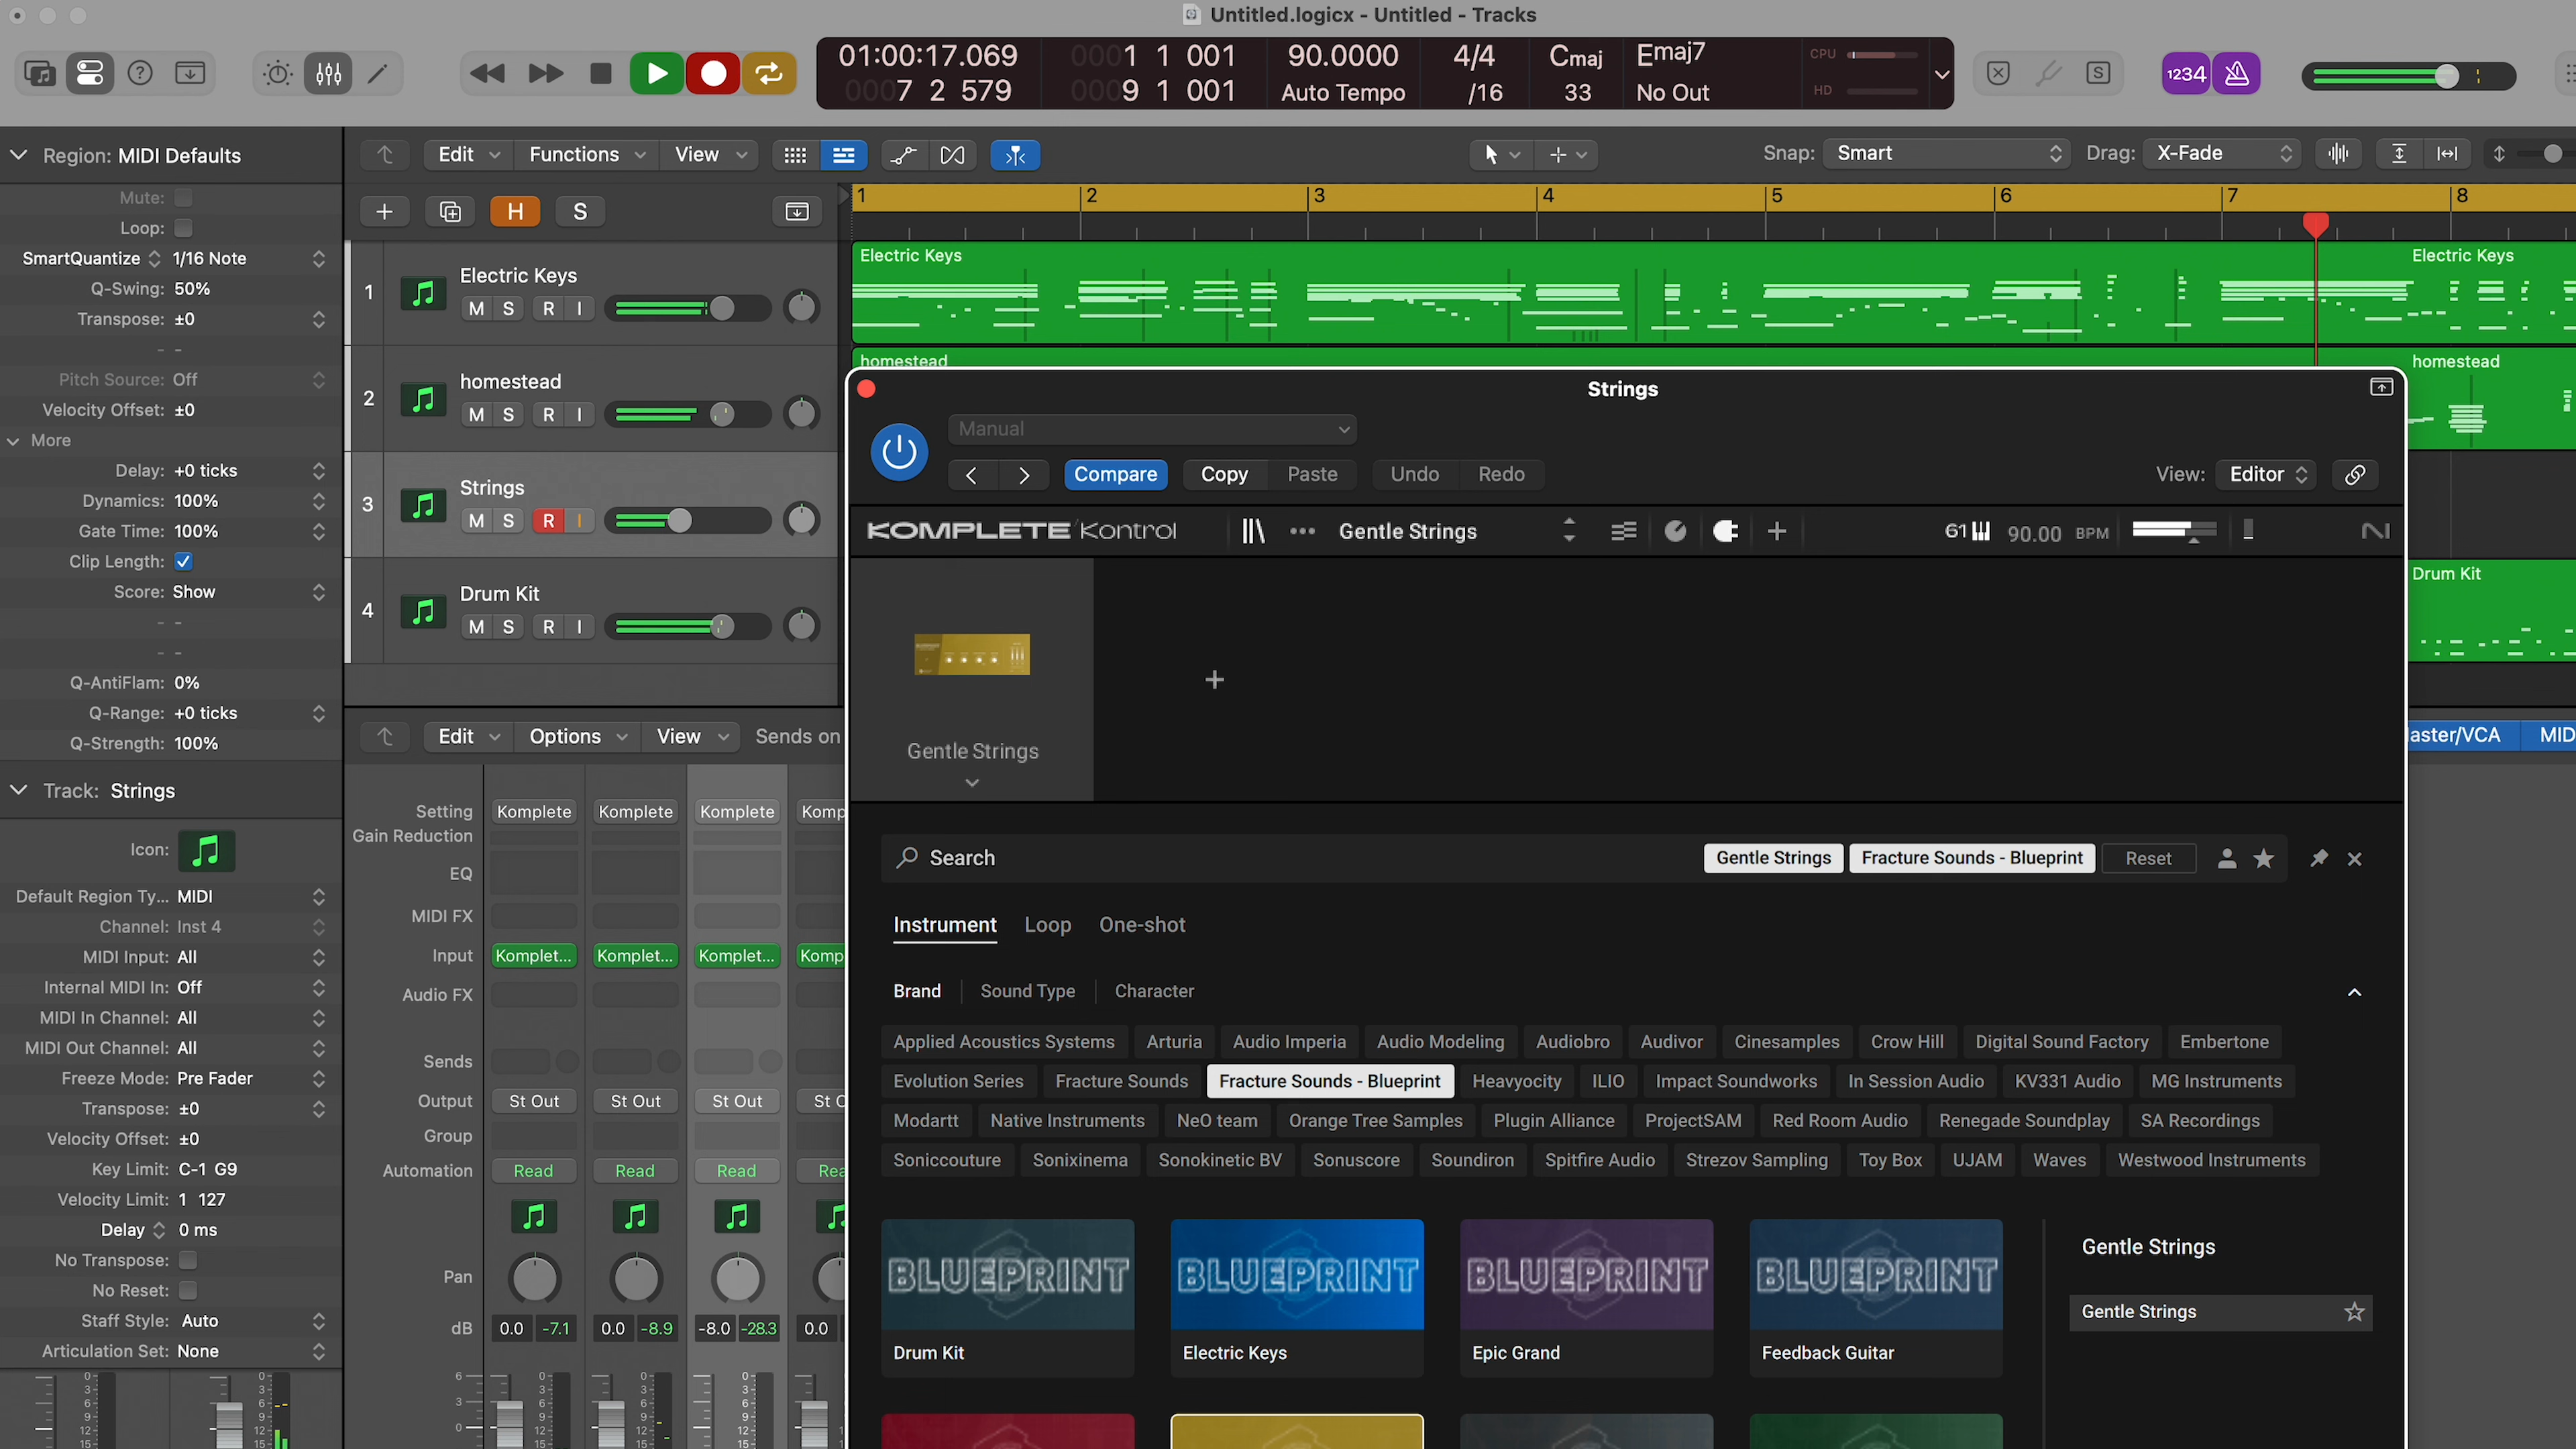 Untitled.logicx - Untitled - Tracks
01:00:17.069 0001 1 001 90.0000 4/4 Cmaj Emaj7 CPU
0007 2 579 0009 1 001 Auto Tempo /16 33 No Out HD
1234
Region: MIDI Defaults
Edit Functions View
Snap: Smart Drag: X-Fade
Mute:
Loop:
SmartQuantize 1/16 Note
Q-Swing: 50%
Transpose: ±0
- -
Pitch Source: Off
Velocity Offset: ±0
More
Delay: +0 ticks
Dynamics: 100%
Gate Time: 100%
Clip Length:
Score: Show
- -
- -
Q-AntiFlam: 0%
Q-Range: +0 ticks
Q-Strength: 100%
Track: Strings
Icon:
Default Region Ty... MIDI
Channel: Inst 4
MIDI Input: All
Internal MIDI In: Off
MIDI In Channel: All
MIDI Out Channel: All
Freeze Mode: Pre Fader
Transpose: ±0
Velocity Offset: ±0
Key Limit: C-1 G9
Velocity Limit: 1 127
Delay 0 ms
No Transpose:
No Reset:
Staff Style: Auto
Articulation Set: None
H S
1 2 3 4 5 6 7 8
1 Electric Keys
M S R I
2 homestead
M S R I
3 Strings
M S R I
4 Drum Kit
M S R I
Electric Keys Electric Keys
homestead homestead
Drum Kit
Edit Options View Sends on
aster/VCA MID
Setting Komplete Komplete Komplete Komp
Gain Reduction
EQ
MIDI FX
Input Komplet... Komplet... Komplet... Komp
Audio FX
Sends
Output St Out St Out St Out St O
Group
Automation Read Read Read Rea
Pan
dB 0.0 -7.1 0.0 -8.9 -8.0 -28.3 0.0
Strings
Manual
Compare Copy Paste Undo Redo
View: Editor
KOMPLETE Kontrol Gentle Strings 61 90.00 BPM
Gentle Strings
Search Gentle Strings Fracture Sounds - Blueprint Reset
Instrument Loop One-shot
Brand Sound Type Character
Applied Acoustics Systems Arturia Audio Imperia Audio Modeling Audiobro Audivor Cinesamples Crow Hill Digital Sound Factory Embertone
Evolution Series Fracture Sounds Fracture Sounds - Blueprint Heavyocity ILIO Impact Soundworks In Session Audio KV331 Audio MG Instruments
Modartt Native Instruments NeO team Orange Tree Samples Plugin Alliance ProjectSAM Red Room Audio Renegade Soundplay SA Recordings
Soniccouture Sonixinema Sonokinetic BV Sonuscore Soundiron Spitfire Audio Strezov Sampling Toy Box UJAM Waves Westwood Instruments
BLUEPRINT BLUEPRINT BLUEPRINT BLUEPRINT
Drum Kit Electric Keys Epic Grand Feedback Guitar
Gentle Strings
Gentle Strings